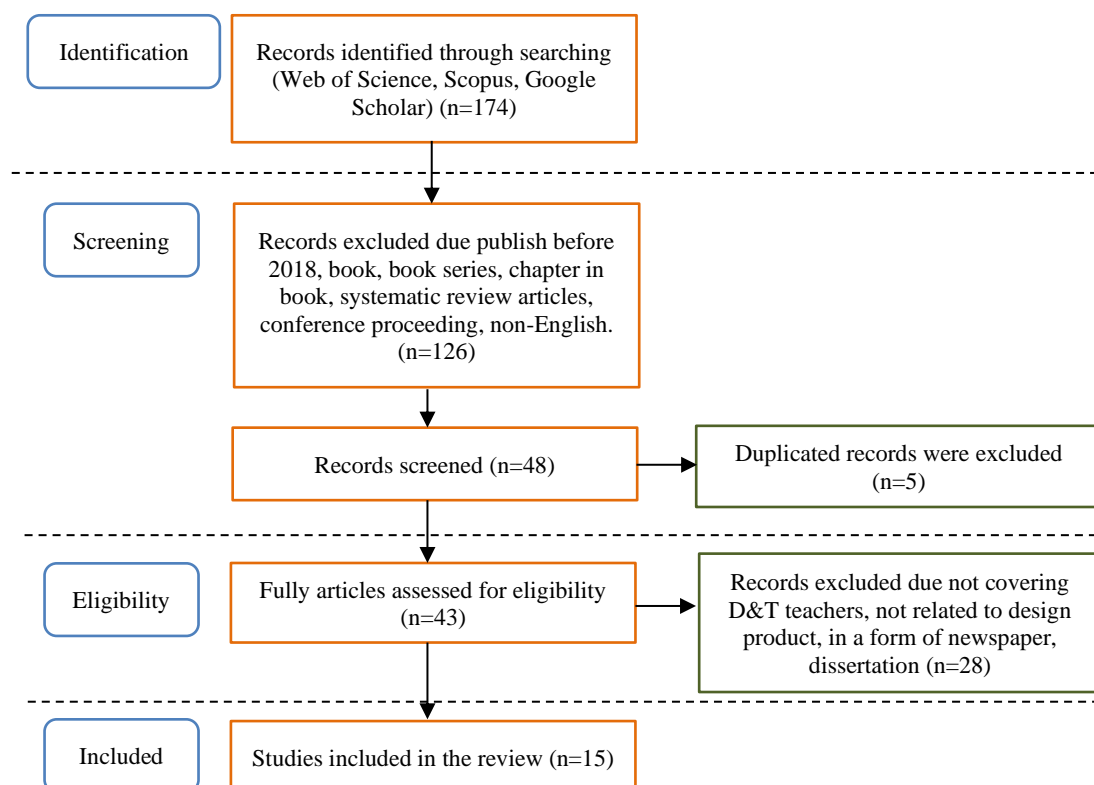 Identification
Records identified through searching
(Web of Science, Scopus, Google
Scholar) (n=174)
Screening
Records excluded due publish before
2018, book, book series, chapter in
book, systematic review articles,
conference proceeding, non-English.
(n=126)
Records screened (n=48)
Duplicated records were excluded
(n=5)
Eligibility
Fully articles assessed for eligibility
(n=43)
Records excluded due not covering
D&T teachers, not related to design
product, in a form of newspaper,
dissertation (n=28)
Included
Studies included in the review (n=15)